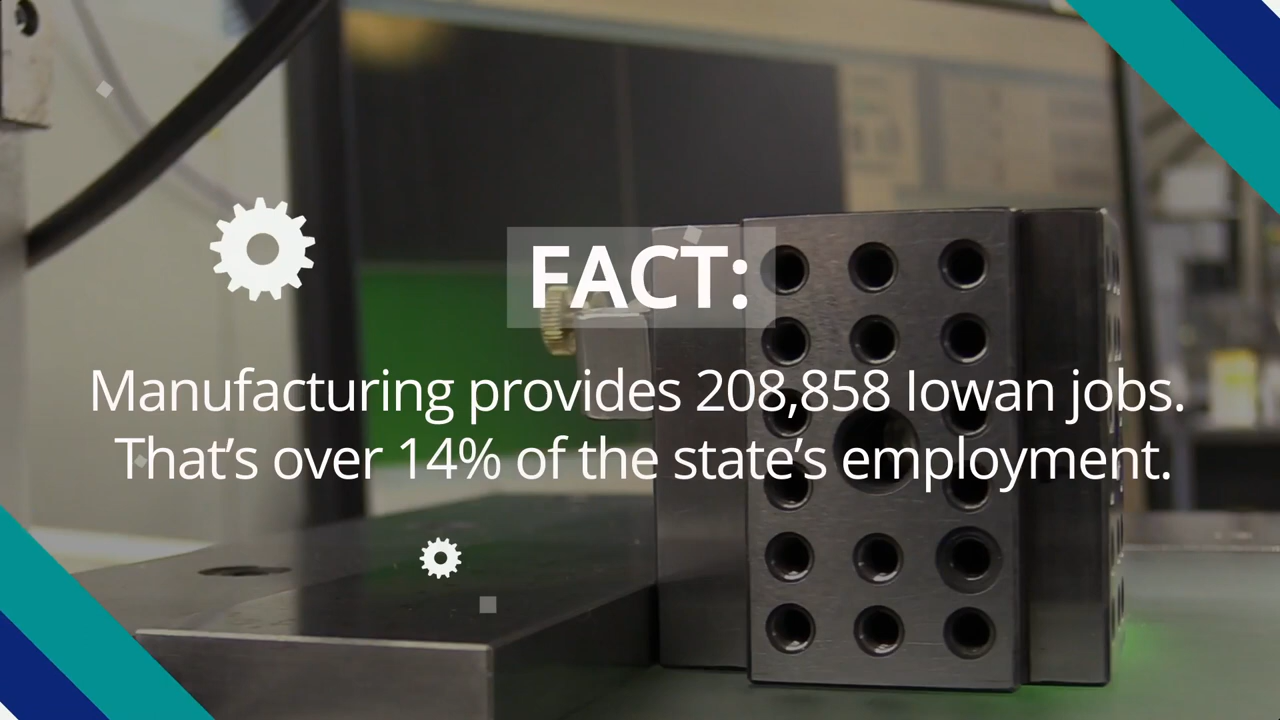 FACT:
Manufacturing provides 208,858 Iowan jobs.
That’s over 14% of the state’s employment.